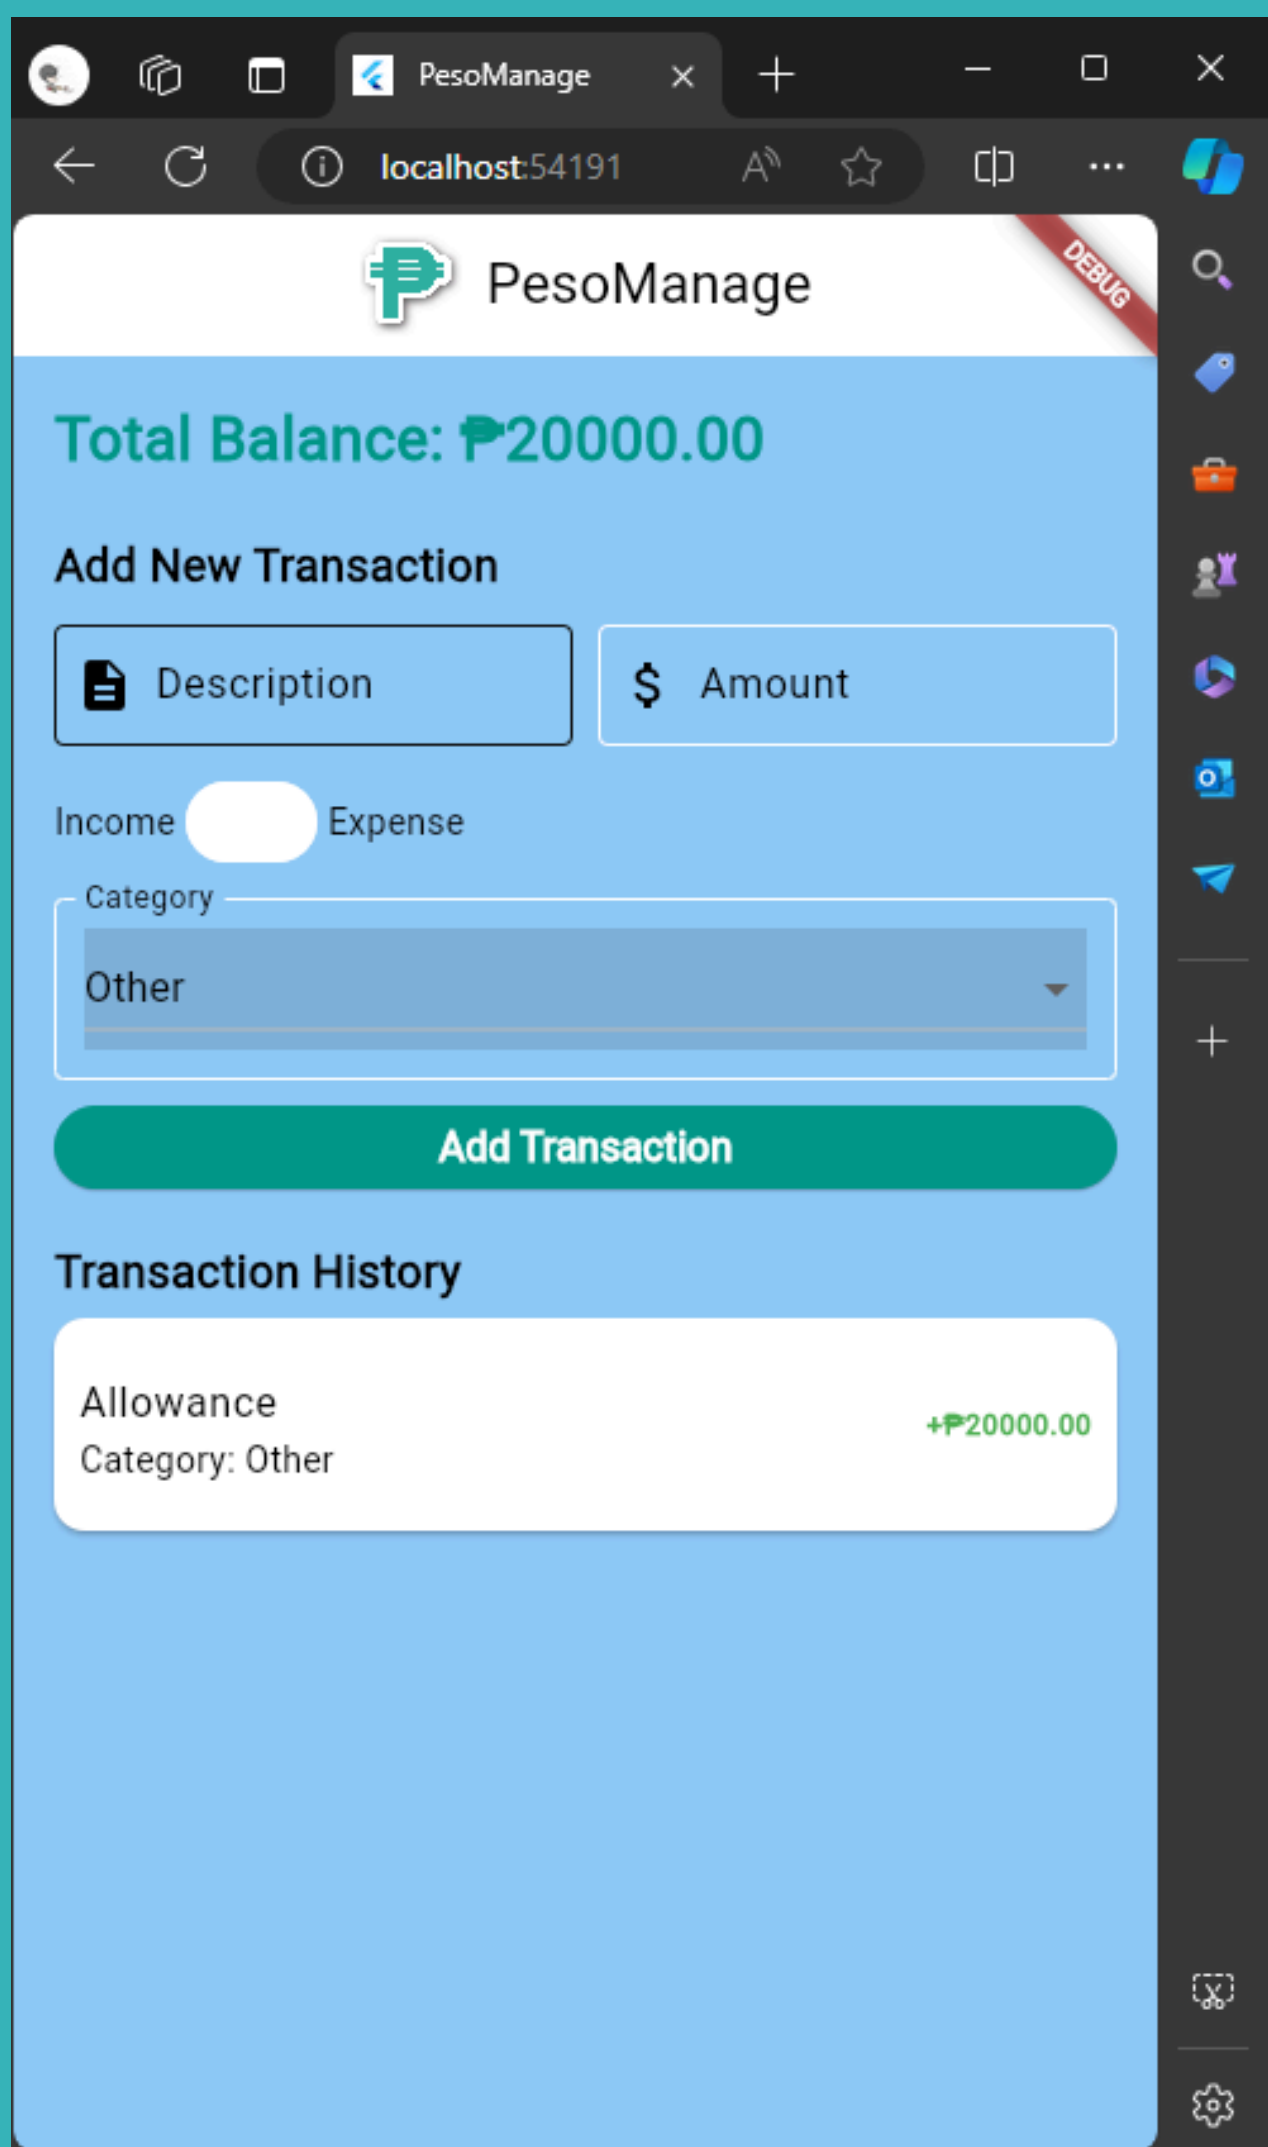 PesoManage
localhost:54191
PesoManage
DEBUG
Total Balance: ₱20000.00
Add New Transaction
Description
$ Amount
Income Expense
Category
Other
Add Transaction
Transaction History
Allowance
+₱20000.00
Category: Other